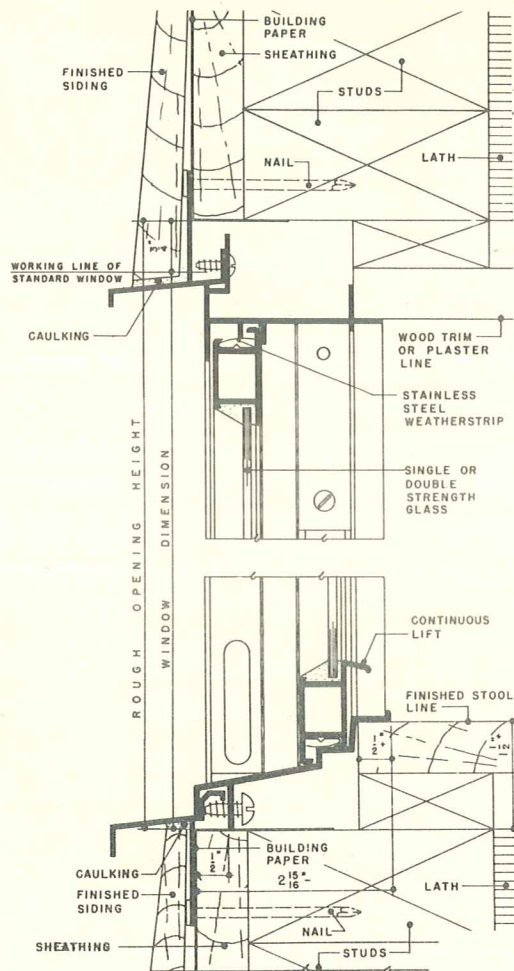 BUILDING
PAPER
SHEATHING
FINISHED
SIDING
STUDS
NAIL
LATH
WORKING LINE OF
STANDARD WINDOW
CAULKING
WOOD TRIM
OR PLASTER
LINE
STAINLESS
STEEL
WEATHERSTRIP
SINGLE OR
DOUBLE
STRENGTH
GLASS
ROUGH OPENING HEIGHT
WINDOW DIMENSION
CONTINUOUS
LIFT
FINISHED STOOL
LINE
1/2"+
BUILDING
PAPER
CAULKING
1/2"
2 15/16"-
FINISHED
SIDING
LATH
NAIL
SHEATHING
STUDS